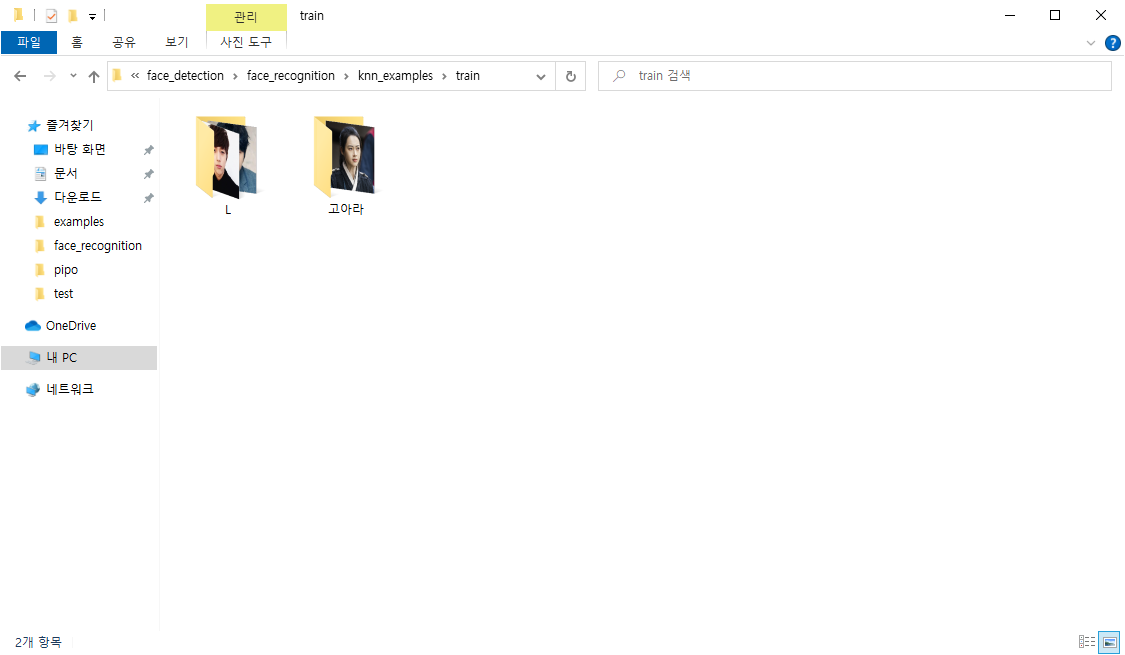 관리
train
파일
홈
공유
보기
사진 도구
?
« face_detection › face_recognition › knn_examples › train
train 검색
즐겨찾기
바탕 화면
문서
다운로드
examples
face_recognition
pipo
test
OneDrive
내 PC
네트워크
L
고아라
2개 항목